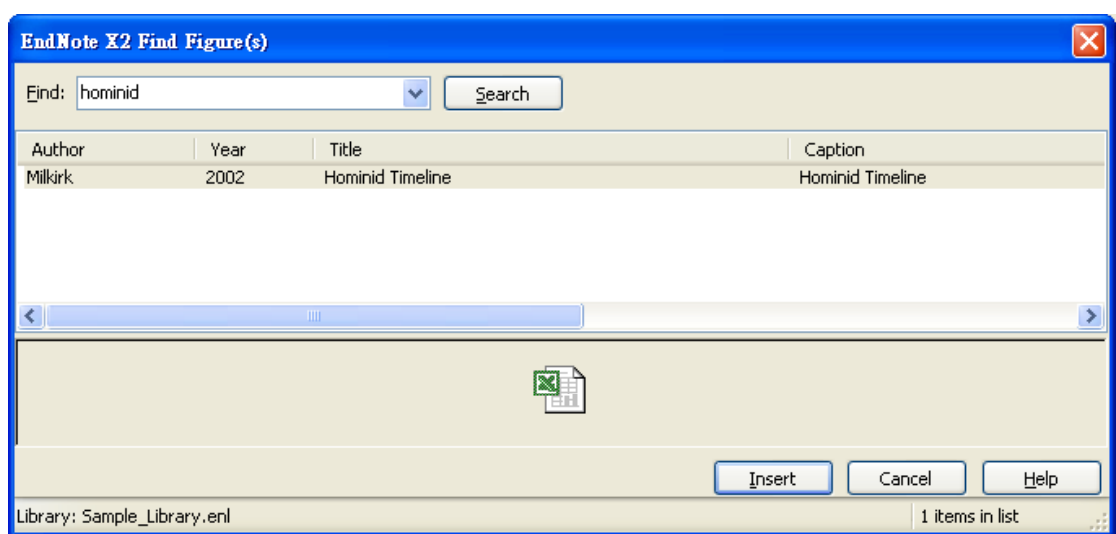 EndNote X2 Find Figure(s)
Find: hominid Search
Author Year Title Caption
Milkirk 2002 Hominid Timeline Hominid Timeline
Insert Cancel Help
Library: Sample_Library.enl 1 items in list